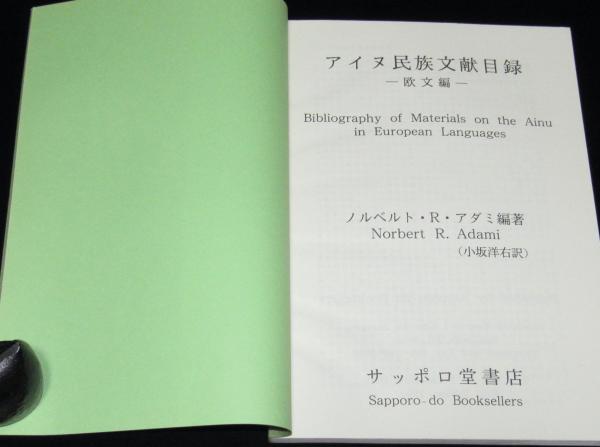 アイヌ民族文献目録
—欧文編—
Bibliography of Materials on the Ainu
in European Languages
ノルベルト・R・アダミ編著
Norbert R. Adami
(小坂洋右訳)
サッポロ堂書店
Sapporo-do Booksellers